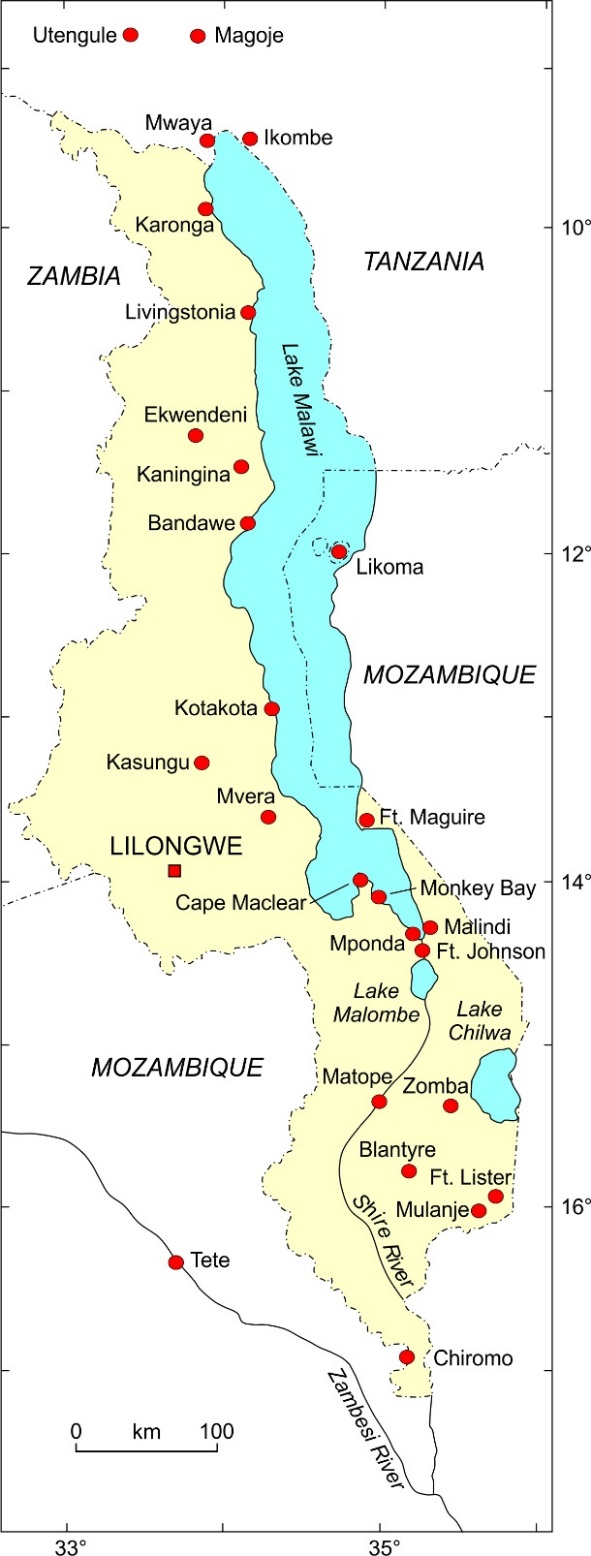 Utengule
Magoje
Mwaya
Ikombe
Karonga
10°
ZAMBIA
TANZANIA
Livingstonia
Lake Malawi
Ekwendeni
Kaningina
Bandawe
12°
Likoma
MOZAMBIQUE
Kotakota
Kasungu
Mvera
Ft. Maguire
LILONGWE
14°
Cape Maclear
Monkey Bay
Malindi
Mponda
Ft. Johnson
Lake
Malombe
Lake
Chilwa
MOZAMBIQUE
Matope
Zomba
Blantyre
Ft. Lister
Mulanje
16°
Shire River
Tete
Chiromo
Zambesi River
0 km 100
33°
35°